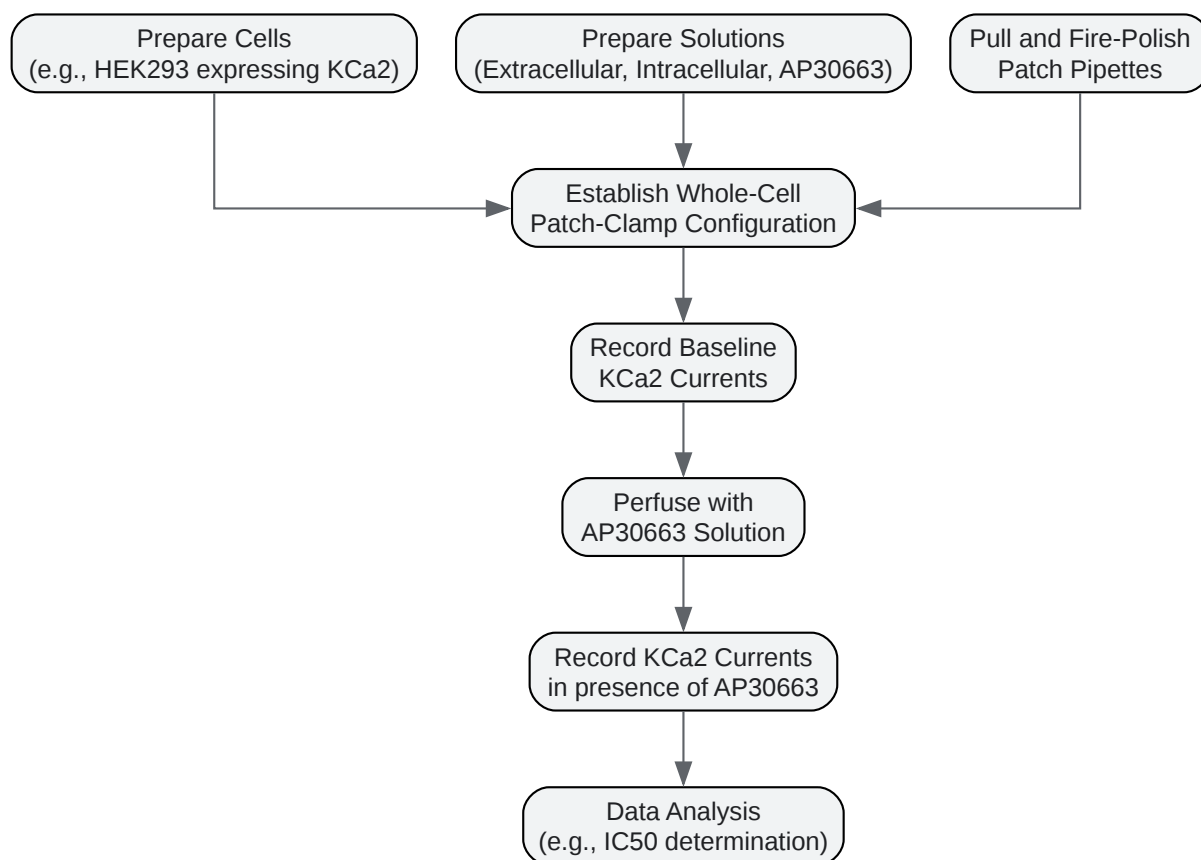 Prepare Cells
(e.g., HEK293 expressing KCa2)
Prepare Solutions
(Extracellular, Intracellular, AP30663)
Pull and Fire-Polish
Patch Pipettes
Establish Whole-Cell
Patch-Clamp Configuration
Record Baseline
KCa2 Currents
Perfuse with
AP30663 Solution
Record KCa2 Currents
in presence of AP30663
Data Analysis
(e.g., IC50 determination)